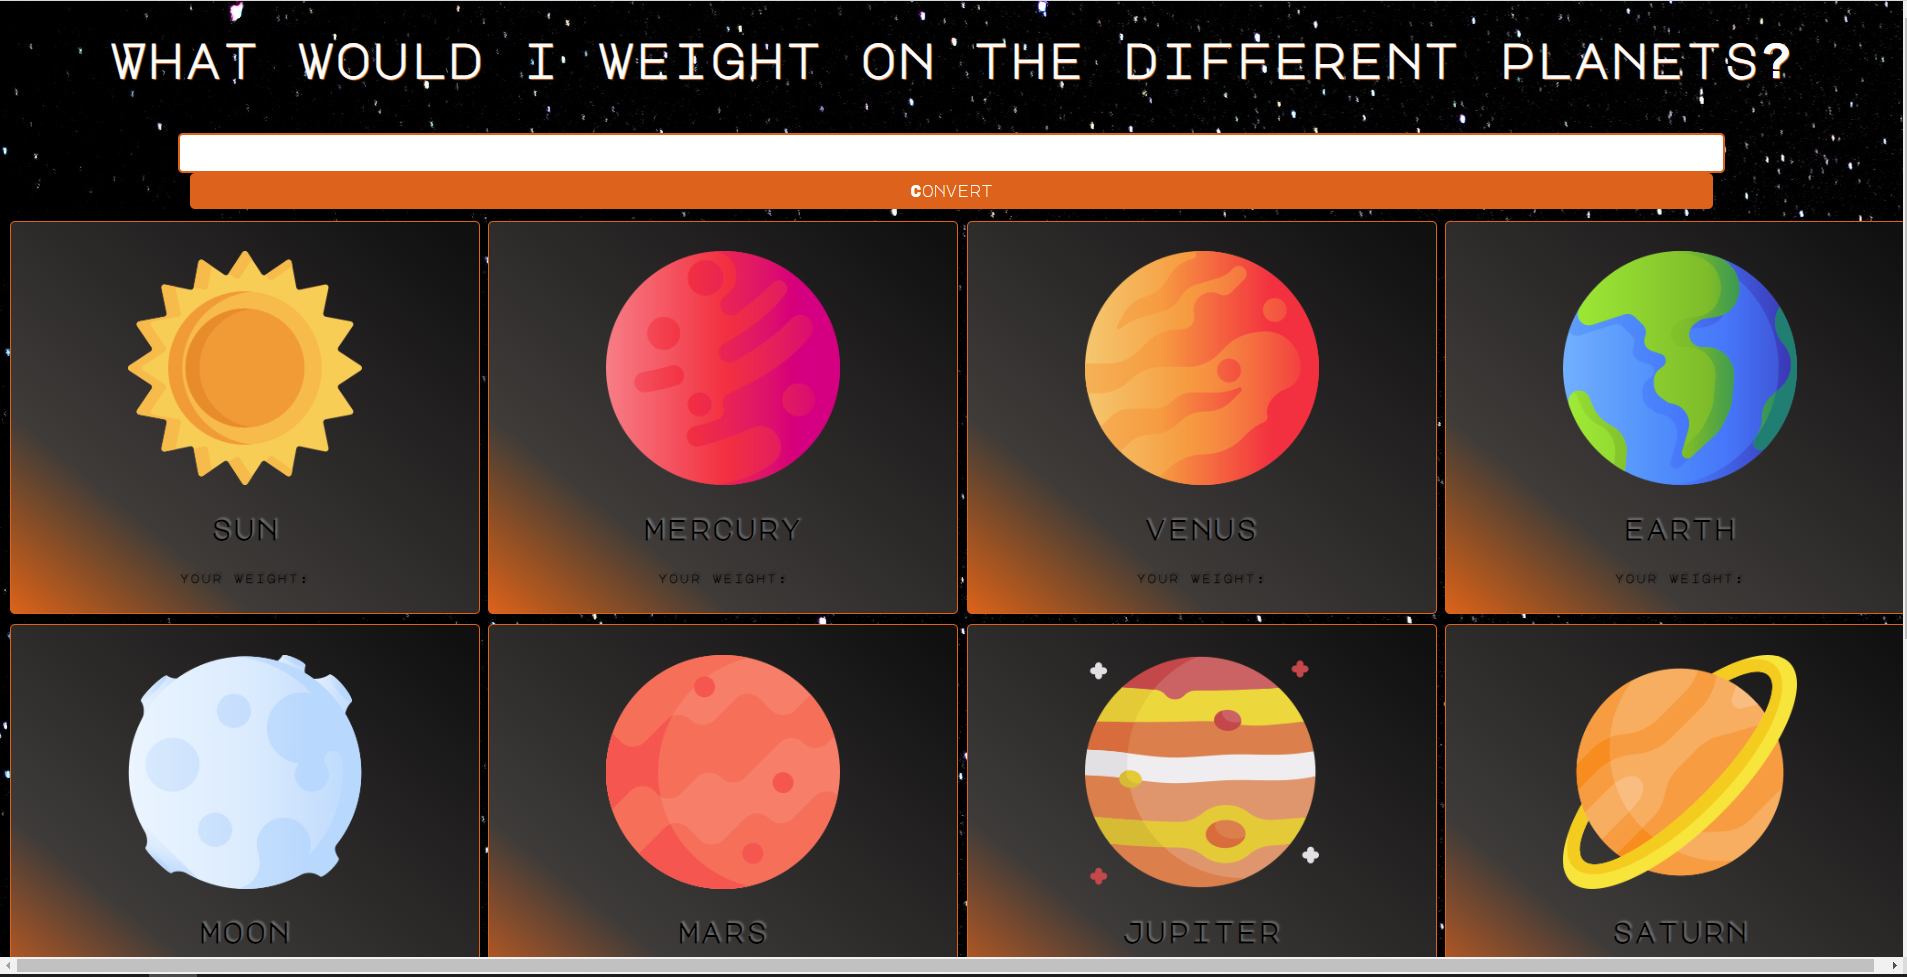 WHAT WOULD I WEIGHT ON THE DIFFERENT PLANETS?
CONVERT
SUN
YOUR WEIGHT:
MERCURY
YOUR WEIGHT:
VENUS
YOUR WEIGHT:
EARTH
YOUR WEIGHT:
MOON
MARS
JUPITER
SATURN